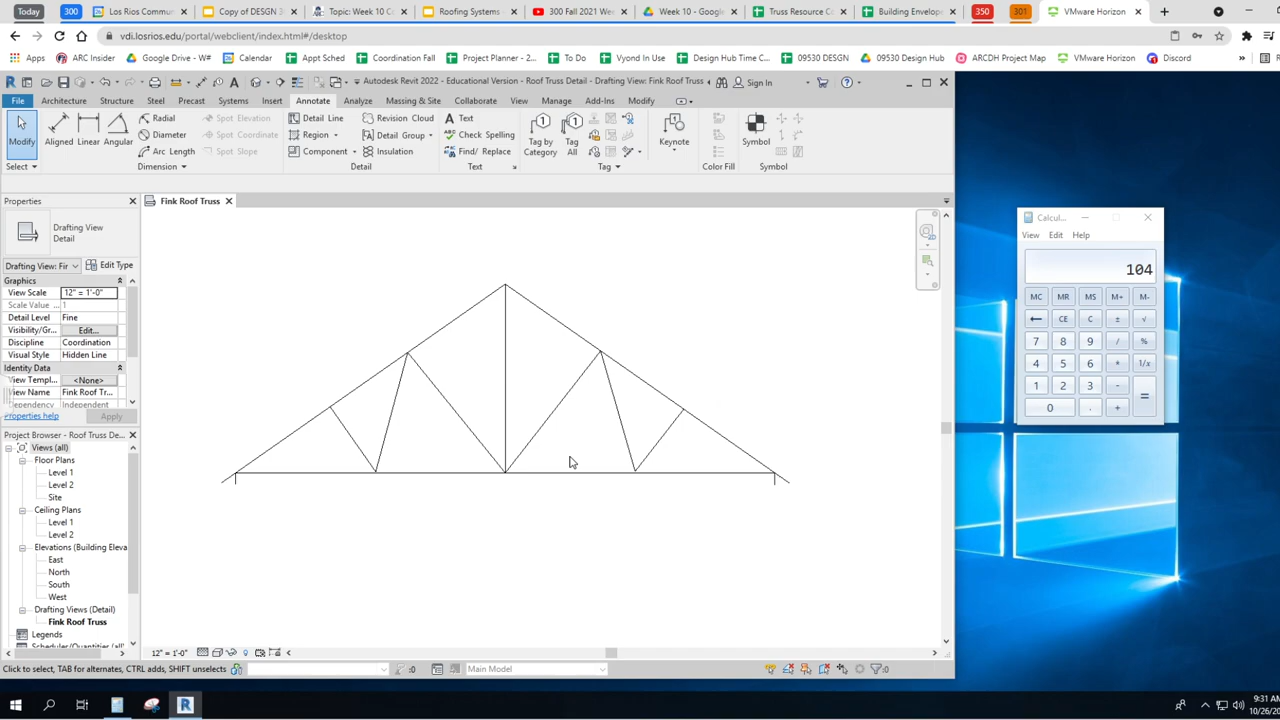 Today
300
Los Rios Commun
Copy of DESGN 3
Topic: Week 10 C
Roofing Systems -
300 Fall 2021 Wee
Week 10 - Google
Truss Resource Co
Building Envelope
350
301
VMware Horizon
vdi.losrios.edu/portal/webclient/index.html#/desktop
Apps
ARC Insider
Google Drive - W#
Calendar
Appt Sched
Coordination Fall
Project Planner - 2...
To Do
Vyond In Use
09530 DESIGN
Design Hub Time C...
09530 Design Hub
ARCDH Project Map
VMware Horizon
Discord
Autodesk Revit 2022 - Educational Version - Roof Truss Detail - Drafting View: Fink Roof Truss
Sign In
File
Architecture
Structure
Steel
Precast
Systems
Insert
Annotate
Analyze
Massing & Site
Collaborate
View
Manage
Add-Ins
Modify
Modify
Aligned
Linear
Angular
Radial
Diameter
Arc Length
Spot Elevation
Spot Coordinate
Spot Slope
Detail Line
Region
Component
Revision Cloud
Detail Group
Insulation
Text
Check Spelling
Find/ Replace
Tag by Category
Tag All
Keynote
Symbol
Select
Dimension
Detail
Text
Tag
Color Fill
Symbol
Properties
Fink Roof Truss
Drafting View
Detail
Drafting View: Fir
Edit Type
Graphics
View Scale 12" = 1'-0"
Scale Value ... 1
Detail Level Fine
Visibility/Gr... Edit...
Discipline Coordination
Visual Style Hidden Line
Identity Data
View Templ... <None>
View Name Fink Roof Tr...
Dependency Independent
Properties help
Apply
Project Browser - Roof Truss De...
Views (all)
Floor Plans
Level 1
Level 2
Site
Ceiling Plans
Level 1
Level 2
Elevations (Building Eleva
East
North
South
West
Drafting Views (Detail)
Fink Roof Truss
Legends
Schedules/Quantities (all)
12" = 1'-0"
Click to select, TAB for alternates, CTRL adds, SHIFT unselects
:0
Main Model
:0
Calcul...
View Edit Help
104
MC MR MS M+ M-
← CE C ± √
7 8 9 / %
4 5 6 * 1/x
1 2 3 - =
0 . +
9:31 AM
10/26/20